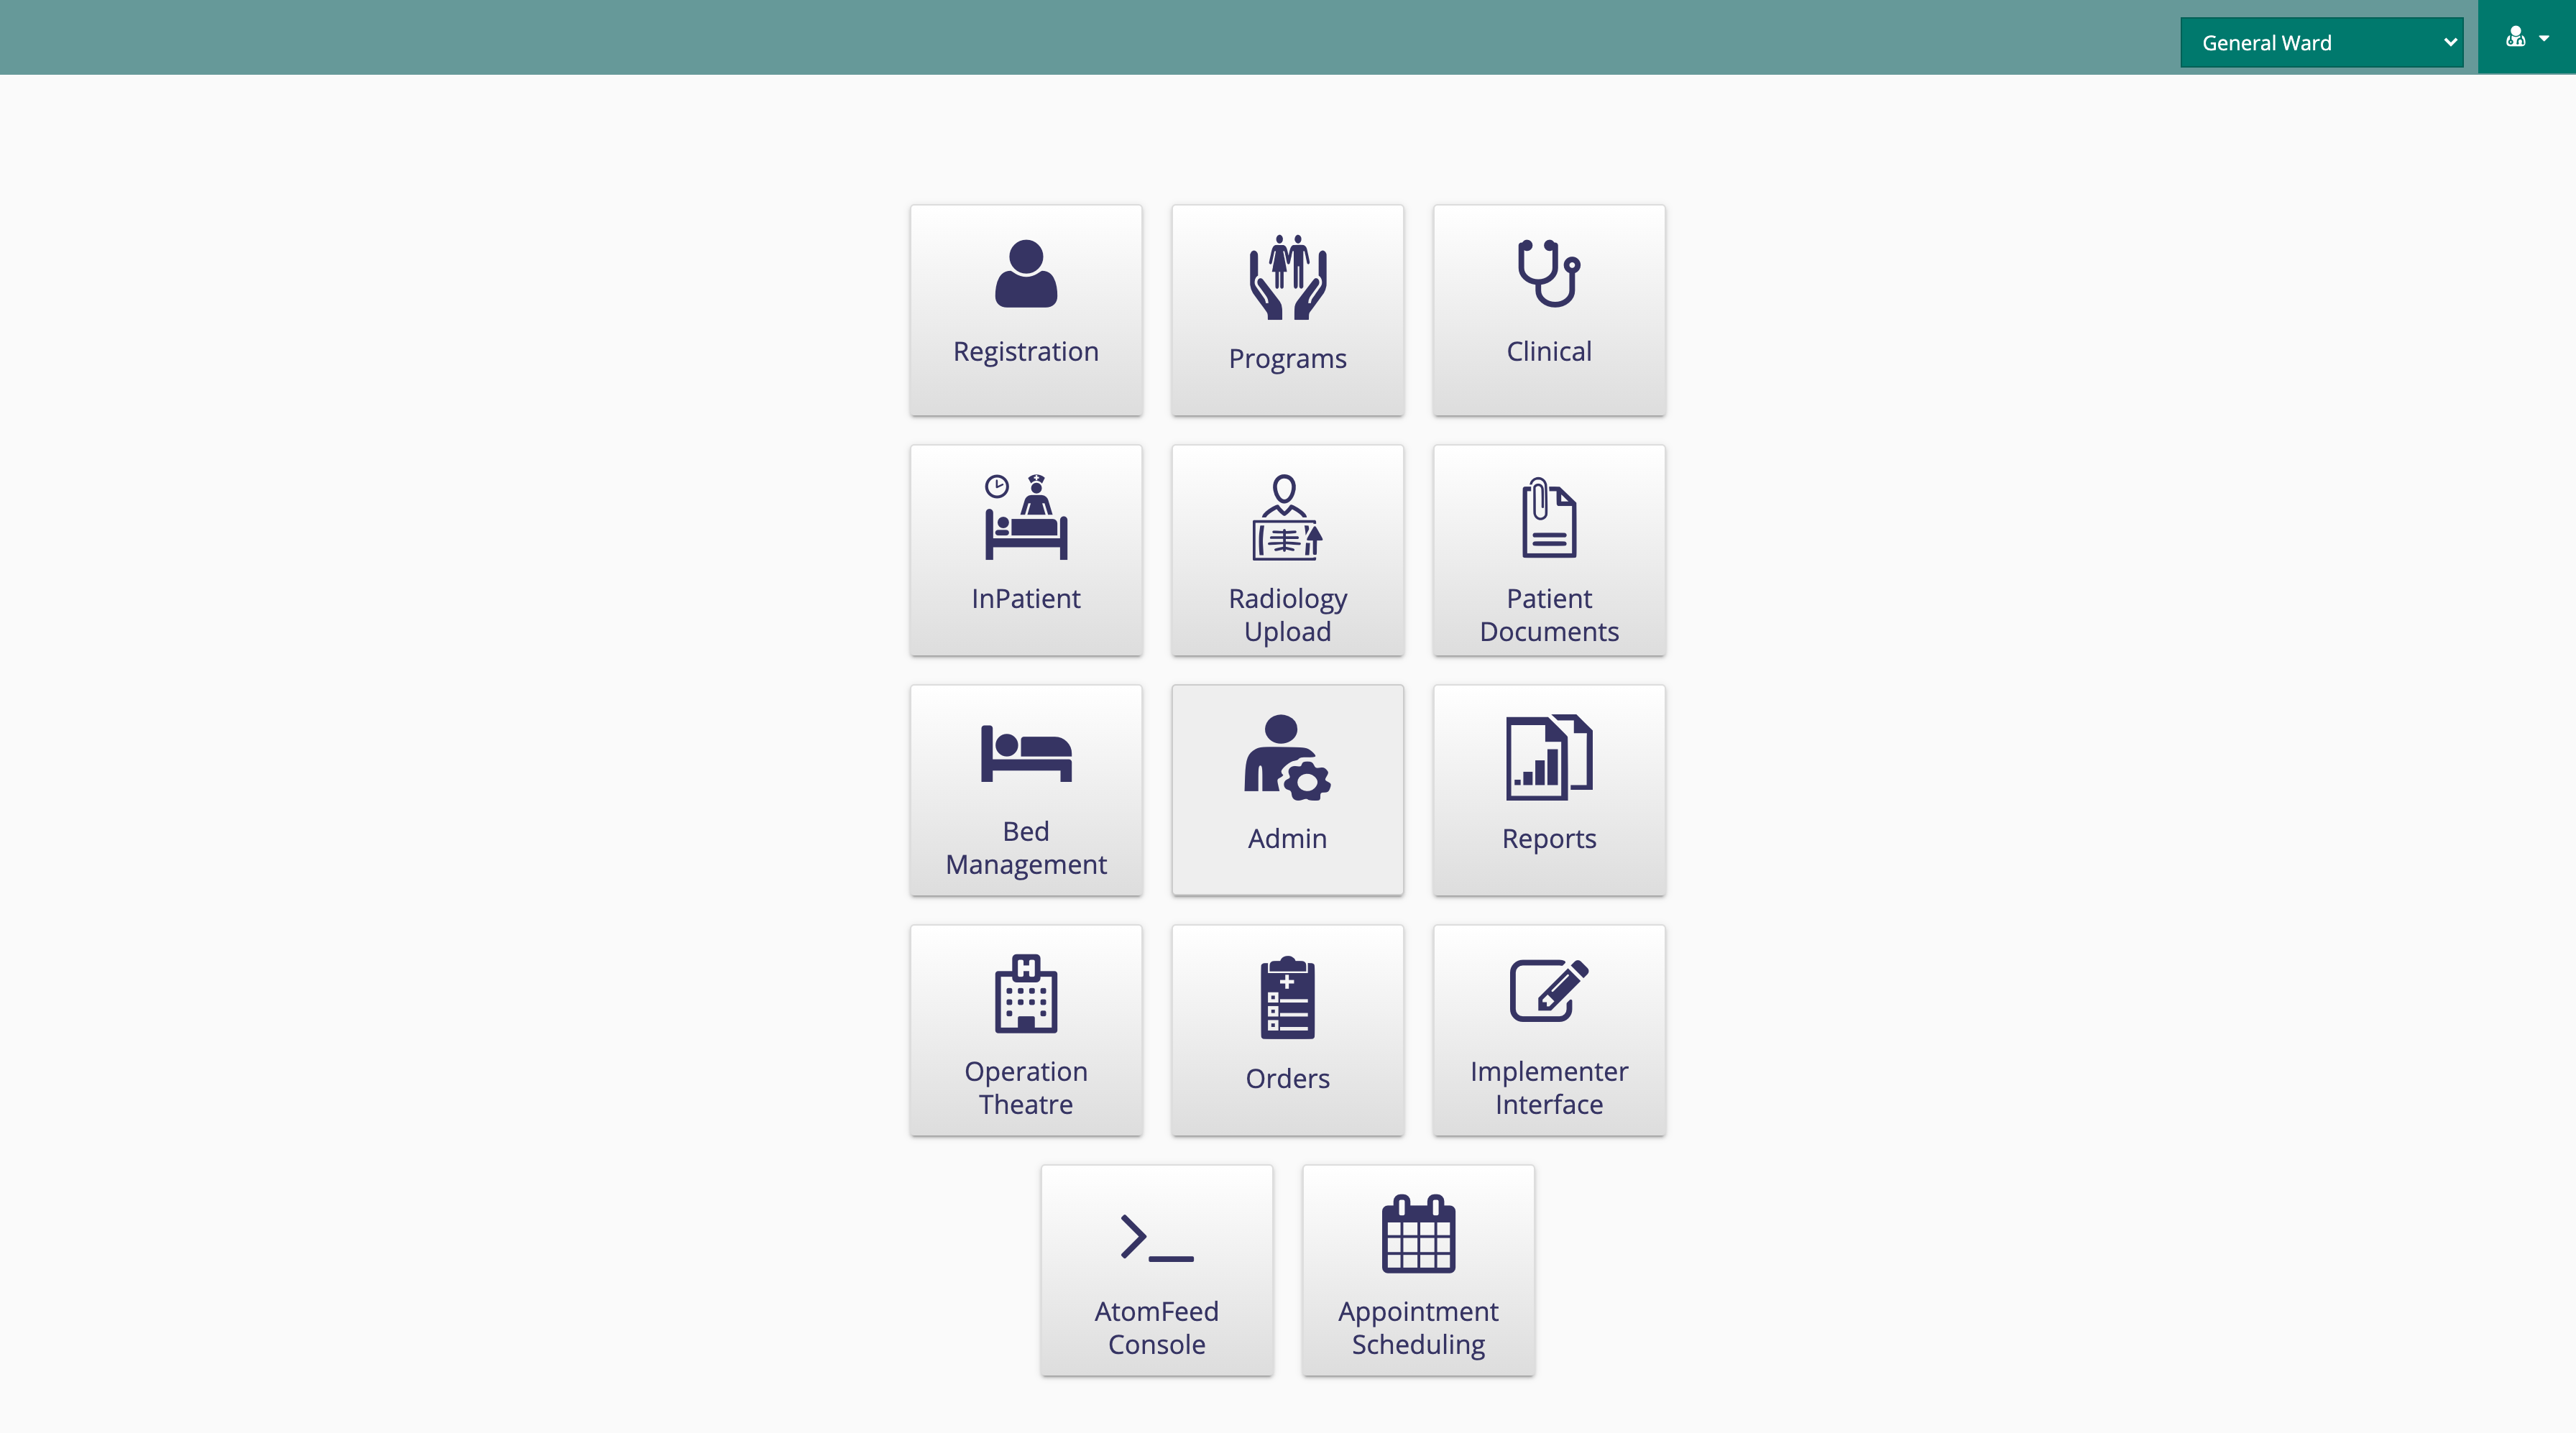 General Ward
Registration
Programs
Clinical
InPatient
Radiology
Upload
Patient
Documents
Bed
Management
Admin
Reports
Operation
Theatre
Orders
Implementer
Interface
AtomFeed
Console
Appointment
Scheduling